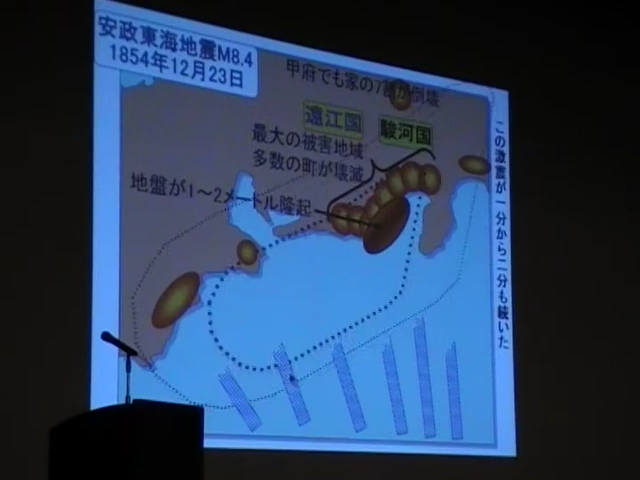 安政東海地震M8.4
1854年12月23日
甲府でも家の7割が倒壊
遠江国
駿河国
最大の被害地域
多数の町が壊滅
地盤が1～2メートル隆起
この激震が一分から二分も続いた